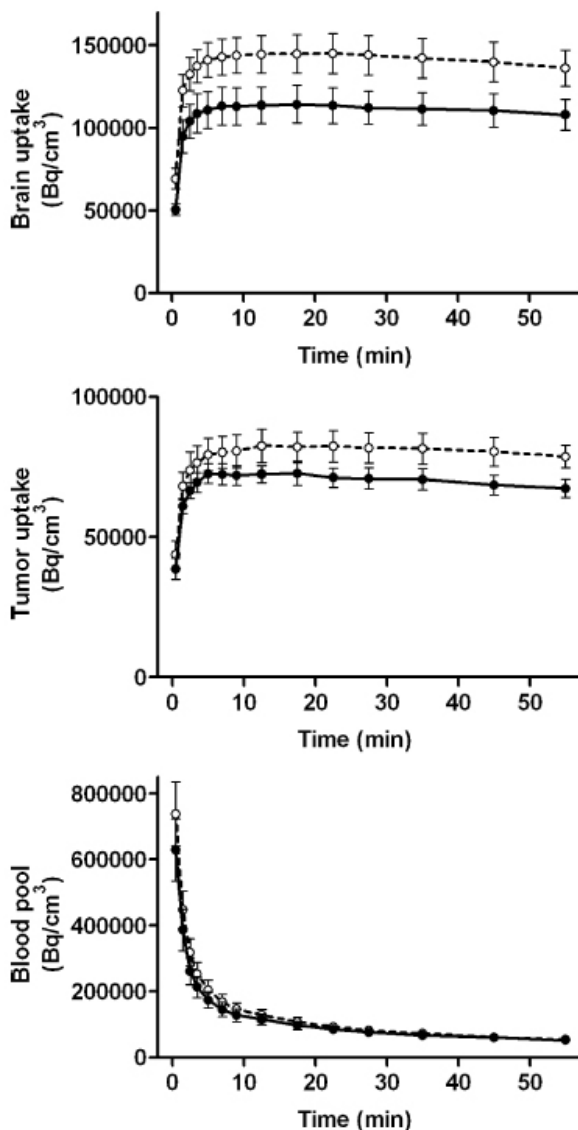 Brain uptake
(Bq/cm³)
150000
100000
50000
0
0 10 20 30 40 50
Time (min)
Tumor uptake
(Bq/cm³)
100000
50000
0
0 10 20 30 40 50
Time (min)
Blood pool
(Bq/cm³)
800000
600000
400000
200000
0
0 10 20 30 40 50
Time (min)